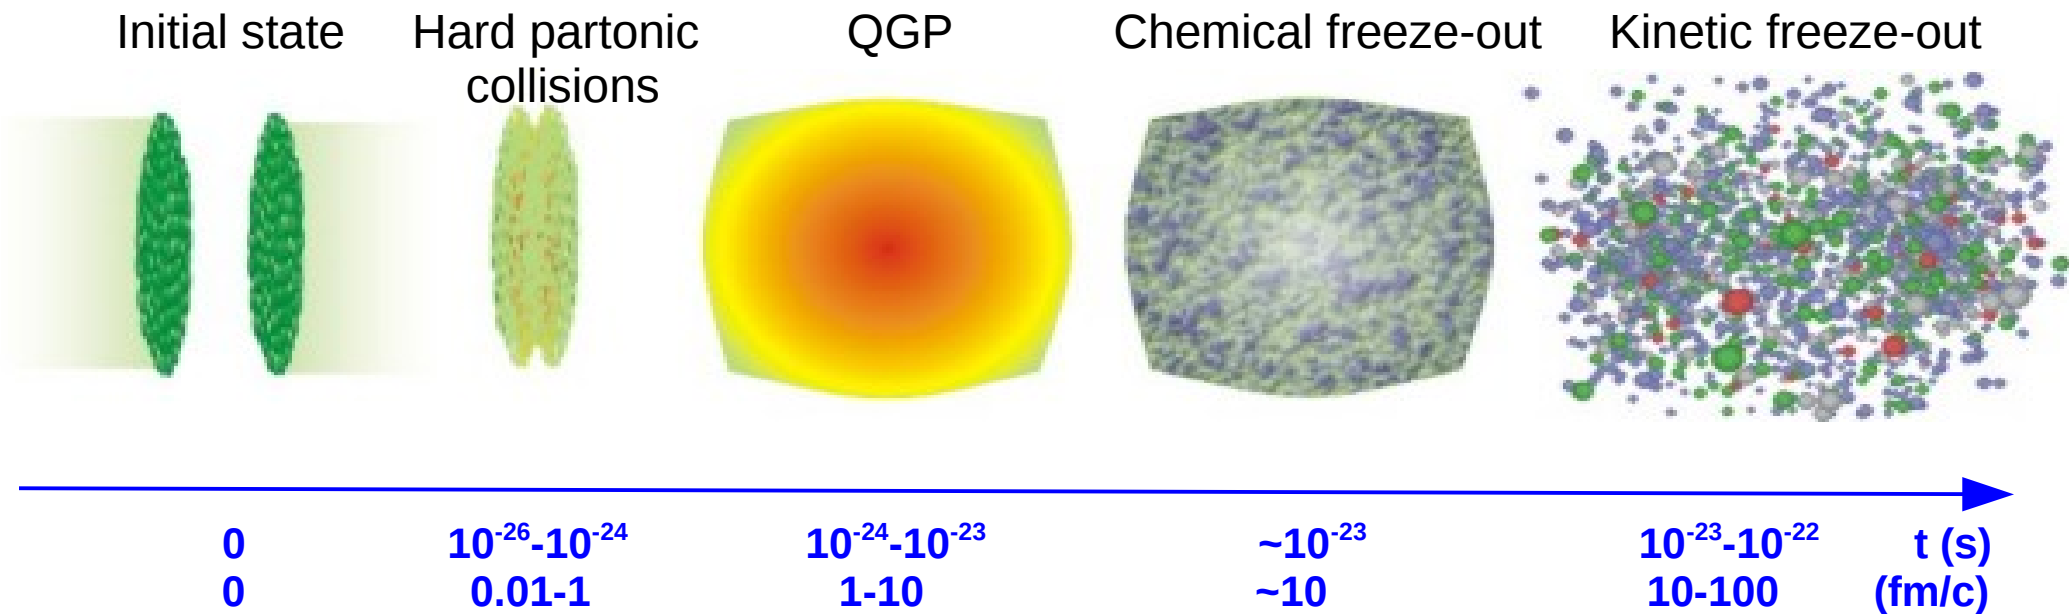 Initial state
Hard partonic
collisions
QGP
Chemical freeze-out
Kinetic freeze-out
0 10⁻²⁶-10⁻²⁴ 10⁻²⁴-10⁻²³ ~10⁻²³ 10⁻²³-10⁻²² t (s)
0 0.01-1 1-10 ~10 10-100 (fm/c)